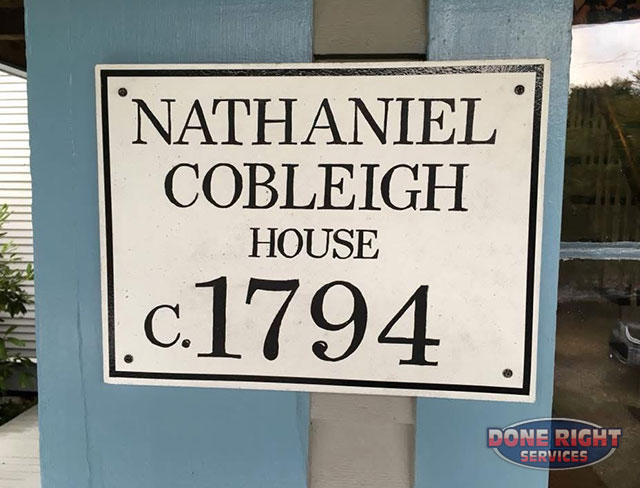 NATHANIEL
COBLEIGH
HOUSE
C.1794
DONE RIGHT
SERVICES